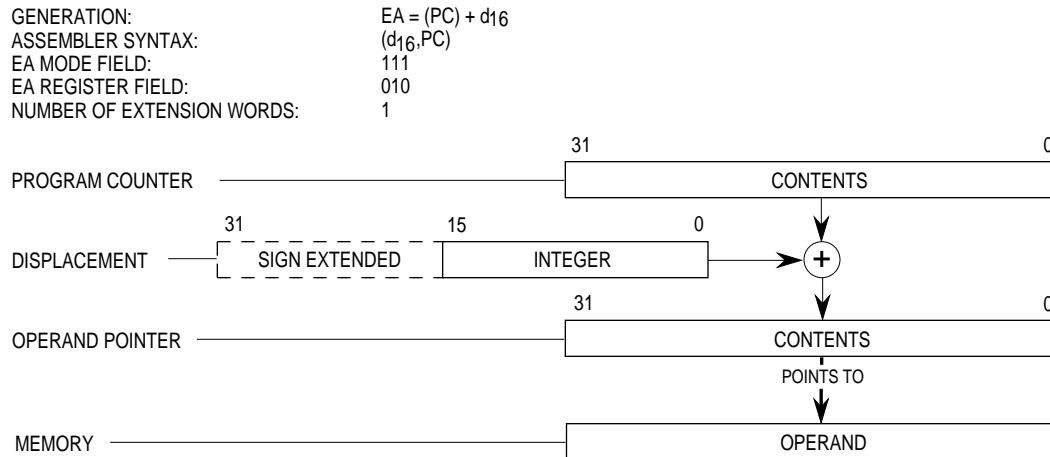 GENERATION: EA = (PC) + d16
ASSEMBLER SYNTAX: (d16,PC)
EA MODE FIELD: 111
EA REGISTER FIELD: 010
NUMBER OF EXTENSION WORDS: 1
31 0
PROGRAM COUNTER CONTENTS
31 15 0
DISPLACEMENT SIGN EXTENDED INTEGER +
31 0
OPERAND POINTER CONTENTS
POINTS TO
MEMORY OPERAND